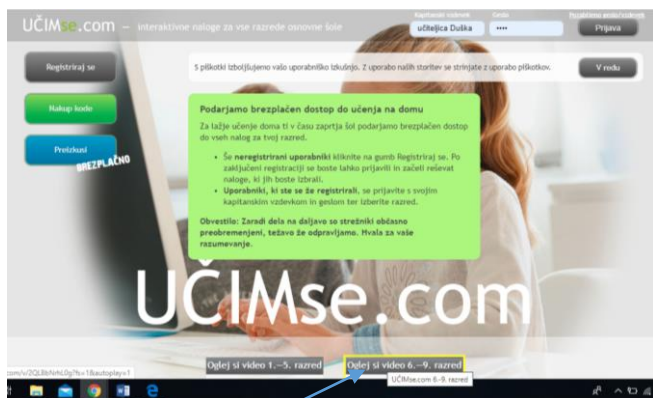 UČIMse.com – interaktivne naloge za vse razrede osnovne šole
Kapitanski vzdevek
Geslo
učiteljica Duška
••••
Prijava
Registriraj se
S piškotki izboljšujemo vašo uporabniško izkušnjo. Z uporabo naših storitev se strinjate z uporabo piškotkov.
V redu
Nakup kode
Preizkusi
BREZPLAČNO
Podarjamo brezplačen dostop do učenja na domu
Za lažje učenje doma ti v času zaprtja šol podarjamo brezplačen dostop
do vseh nalog za tvoj razred.
• Še neregistrirani uporabniki kliknite na gumb Registriraj se. Po
zaključeni registraciji se boste lahko prijavili in začeli reševat
naloge, ki jih boste izbrali.
• Uporabniki, ki ste se že registrirali, se prijavite s svojim
kapitanskim vzdevkom in geslom ter izberite razred.
Obvestilo: Zaradi dela na daljavo so strežniki občasno
preobremenjeni, težavo že odpravljamo. Hvala za vaše
razumevanje.
UČIMse.com
Oglej si video 1.–5. razred
Oglej si video 6.–9. razred
UČIMse.com 6.-9. razred